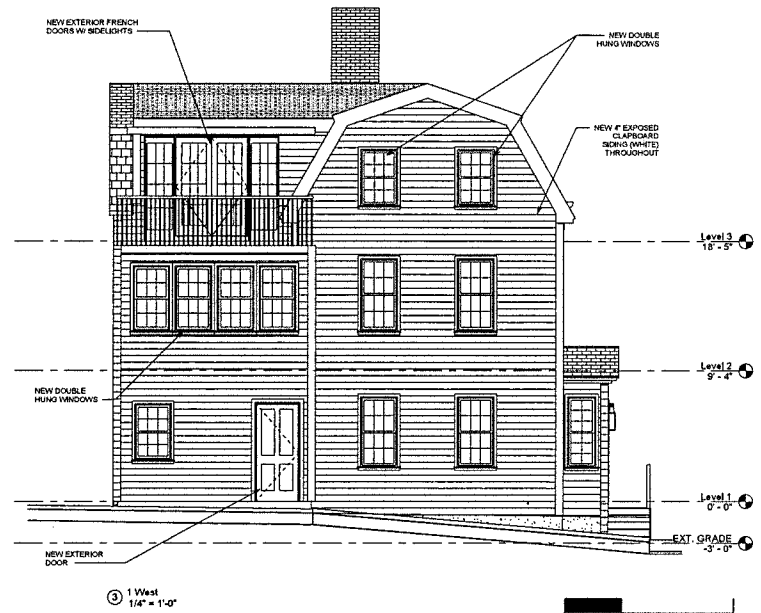 NEW EXTERIOR FRENCH
DOORS W/ SIDELIGHTS
NEW DOUBLE
HUNG WINDOWS
NEW 4" EXPOSED
CLAPBOARD
SIDING (WHITE)
THROUGHOUT
Level 3
18' - 5"
Level 2
9' - 4"
NEW DOUBLE
HUNG WINDOWS
Level 1
0' - 0"
EXT. GRADE
-3' - 0"
NEW EXTERIOR
DOOR
3
1 West
1/4" = 1'-0"